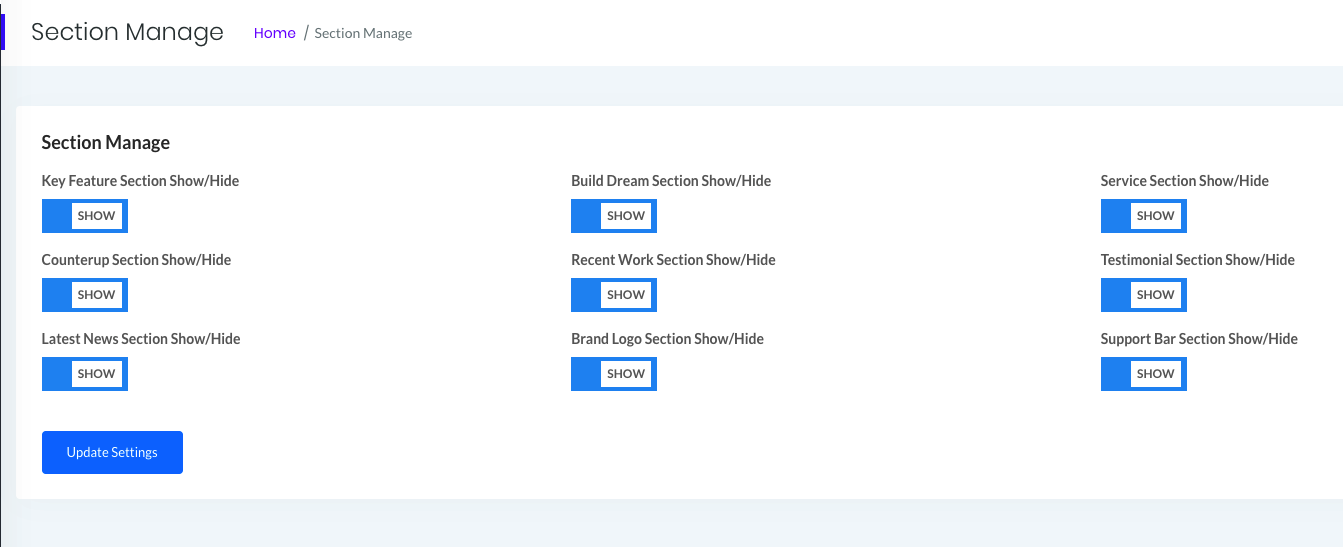 Section Manage
Home / Section Manage
Section Manage
Key Feature Section Show/Hide
Build Dream Section Show/Hide
Service Section Show/Hide
SHOW
SHOW
SHOW
Counterup Section Show/Hide
Recent Work Section Show/Hide
Testimonial Section Show/Hide
SHOW
SHOW
SHOW
Latest News Section Show/Hide
Brand Logo Section Show/Hide
Support Bar Section Show/Hide
SHOW
SHOW
SHOW
Update Settings